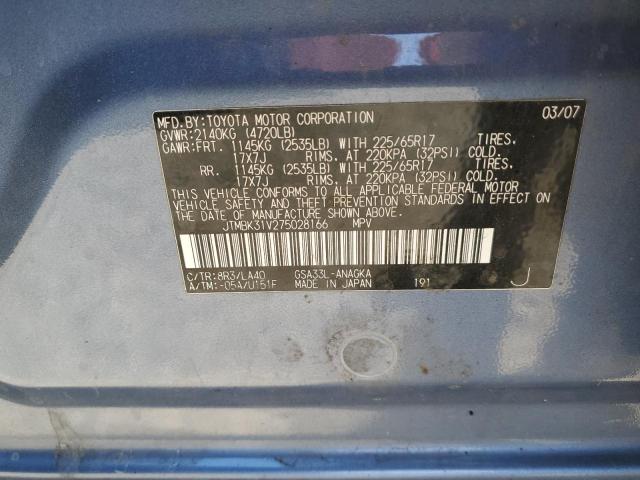 MFD.BY:TOYOTA MOTOR CORPORATION 03/07
GVWR:2140KG (4720LB)
GAWR:FRT. 1145KG (2535LB) WITH 225/65R17 TIRES,
17X7J RIMS, AT 220KPA (32PSI) COLD.
RR. 1145KG (2535LB) WITH 225/65R17 TIRES,
17X7J RIMS, AT 220KPA (32PSI) COLD.
THIS VEHICLE CONFORMS TO ALL APPLICABLE FEDERAL MOTOR
VEHICLE SAFETY AND THEFT PREVENTION STANDARDS IN EFFECT ON
THE DATE OF MANUFACTURE SHOWN ABOVE.
JTMBK31V275028166 MPV
C/TR:8R3/LA40 GSA33L-ANAGKA
A/TM:-05A/U151F MADE IN JAPAN 191 J